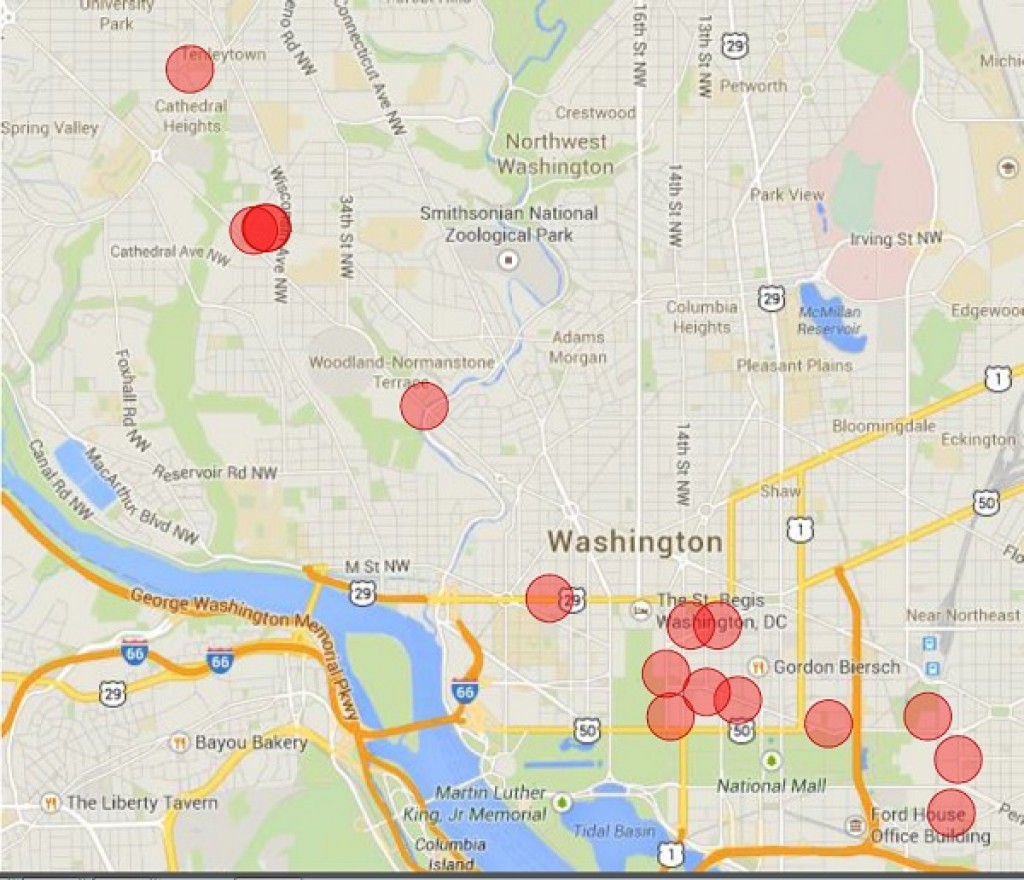 University
Park
Connecticut Ave NW
16th St NW
13th St NW
29
Tenleytown
Petworth
Cathedral
Heights
Crestwood
Spring Valley
Northwest
Washington
14th St NW
Park View
34th St NW
Smithsonian National
Zoological Park
Irving St NW
Cathedral Ave NW
29
Columbia
Heights
McMillan
Reservoir
Adams
Morgan
Woodland-Normanstone
Terrace
Pleasant Plains
1
Foxhall Rd NW
14th St NW
Bloomingdale
Eckington
Canal Rd NW
MacArthur Blvd NW
Reservoir Rd NW
Shaw
50
1
Washington
M St NW
29
29
The St. Regis
Washington, DC
George Washington Memorial Pkwy
Near Northeast
66
66
Gordon Biersch
29
66
50
50
Bayou Bakery
National Mall
Martin Luther
King, Jr Memorial
The Liberty Tavern
Tidal Basin
Ford House
Office Building
Columbia
Island
1